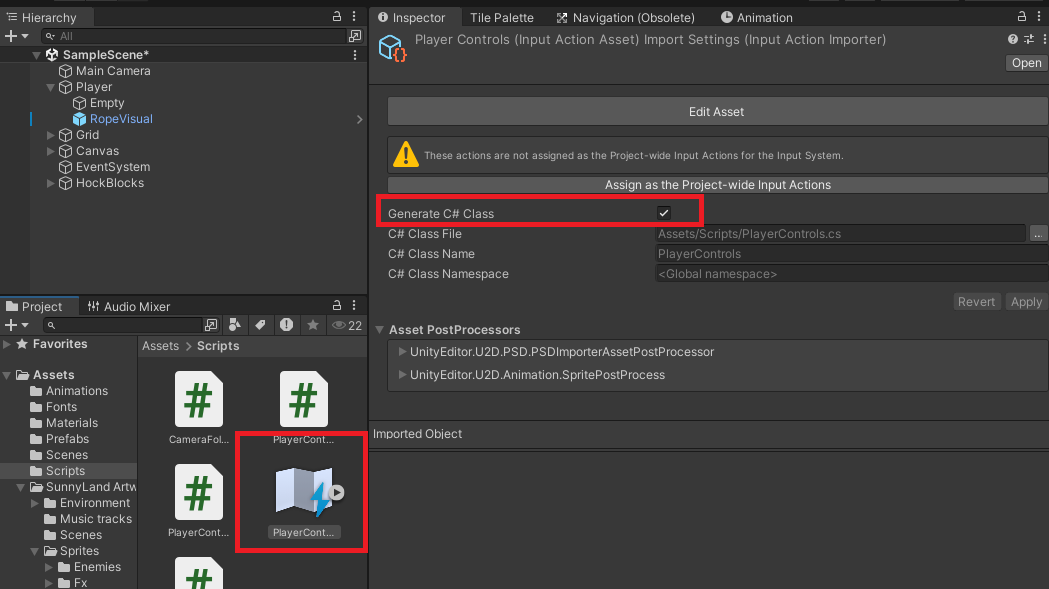 Hierarchy
All
SampleScene*
Main Camera
Player
Empty
RopeVisual
Grid
Canvas
EventSystem
HockBlocks
Project
Audio Mixer
22
Favorites
Assets
Animations
Fonts
Materials
Prefabs
Scenes
Scripts
SunnyLand Artw
Environment
Music tracks
Scenes
Sprites
Enemies
Fx
Assets > Scripts
CameraFol...
PlayerCont...
PlayerCont...
PlayerCont...
Inspector
Tile Palette
Navigation (Obsolete)
Animation
Player Controls (Input Action Asset) Import Settings (Input Action Importer)
Open
Edit Asset
These actions are not assigned as the Project-wide Input Actions for the Input System.
Assign as the Project-wide Input Actions
Generate C# Class
C# Class File
Assets/Scripts/PlayerControls.cs
...
C# Class Name
PlayerControls
C# Class Namespace
<Global namespace>
Revert
Apply
Asset PostProcessors
UnityEditor.U2D.PSD.PSDImporterAssetPostProcessor
UnityEditor.U2D.Animation.SpritePostProcess
Imported Object